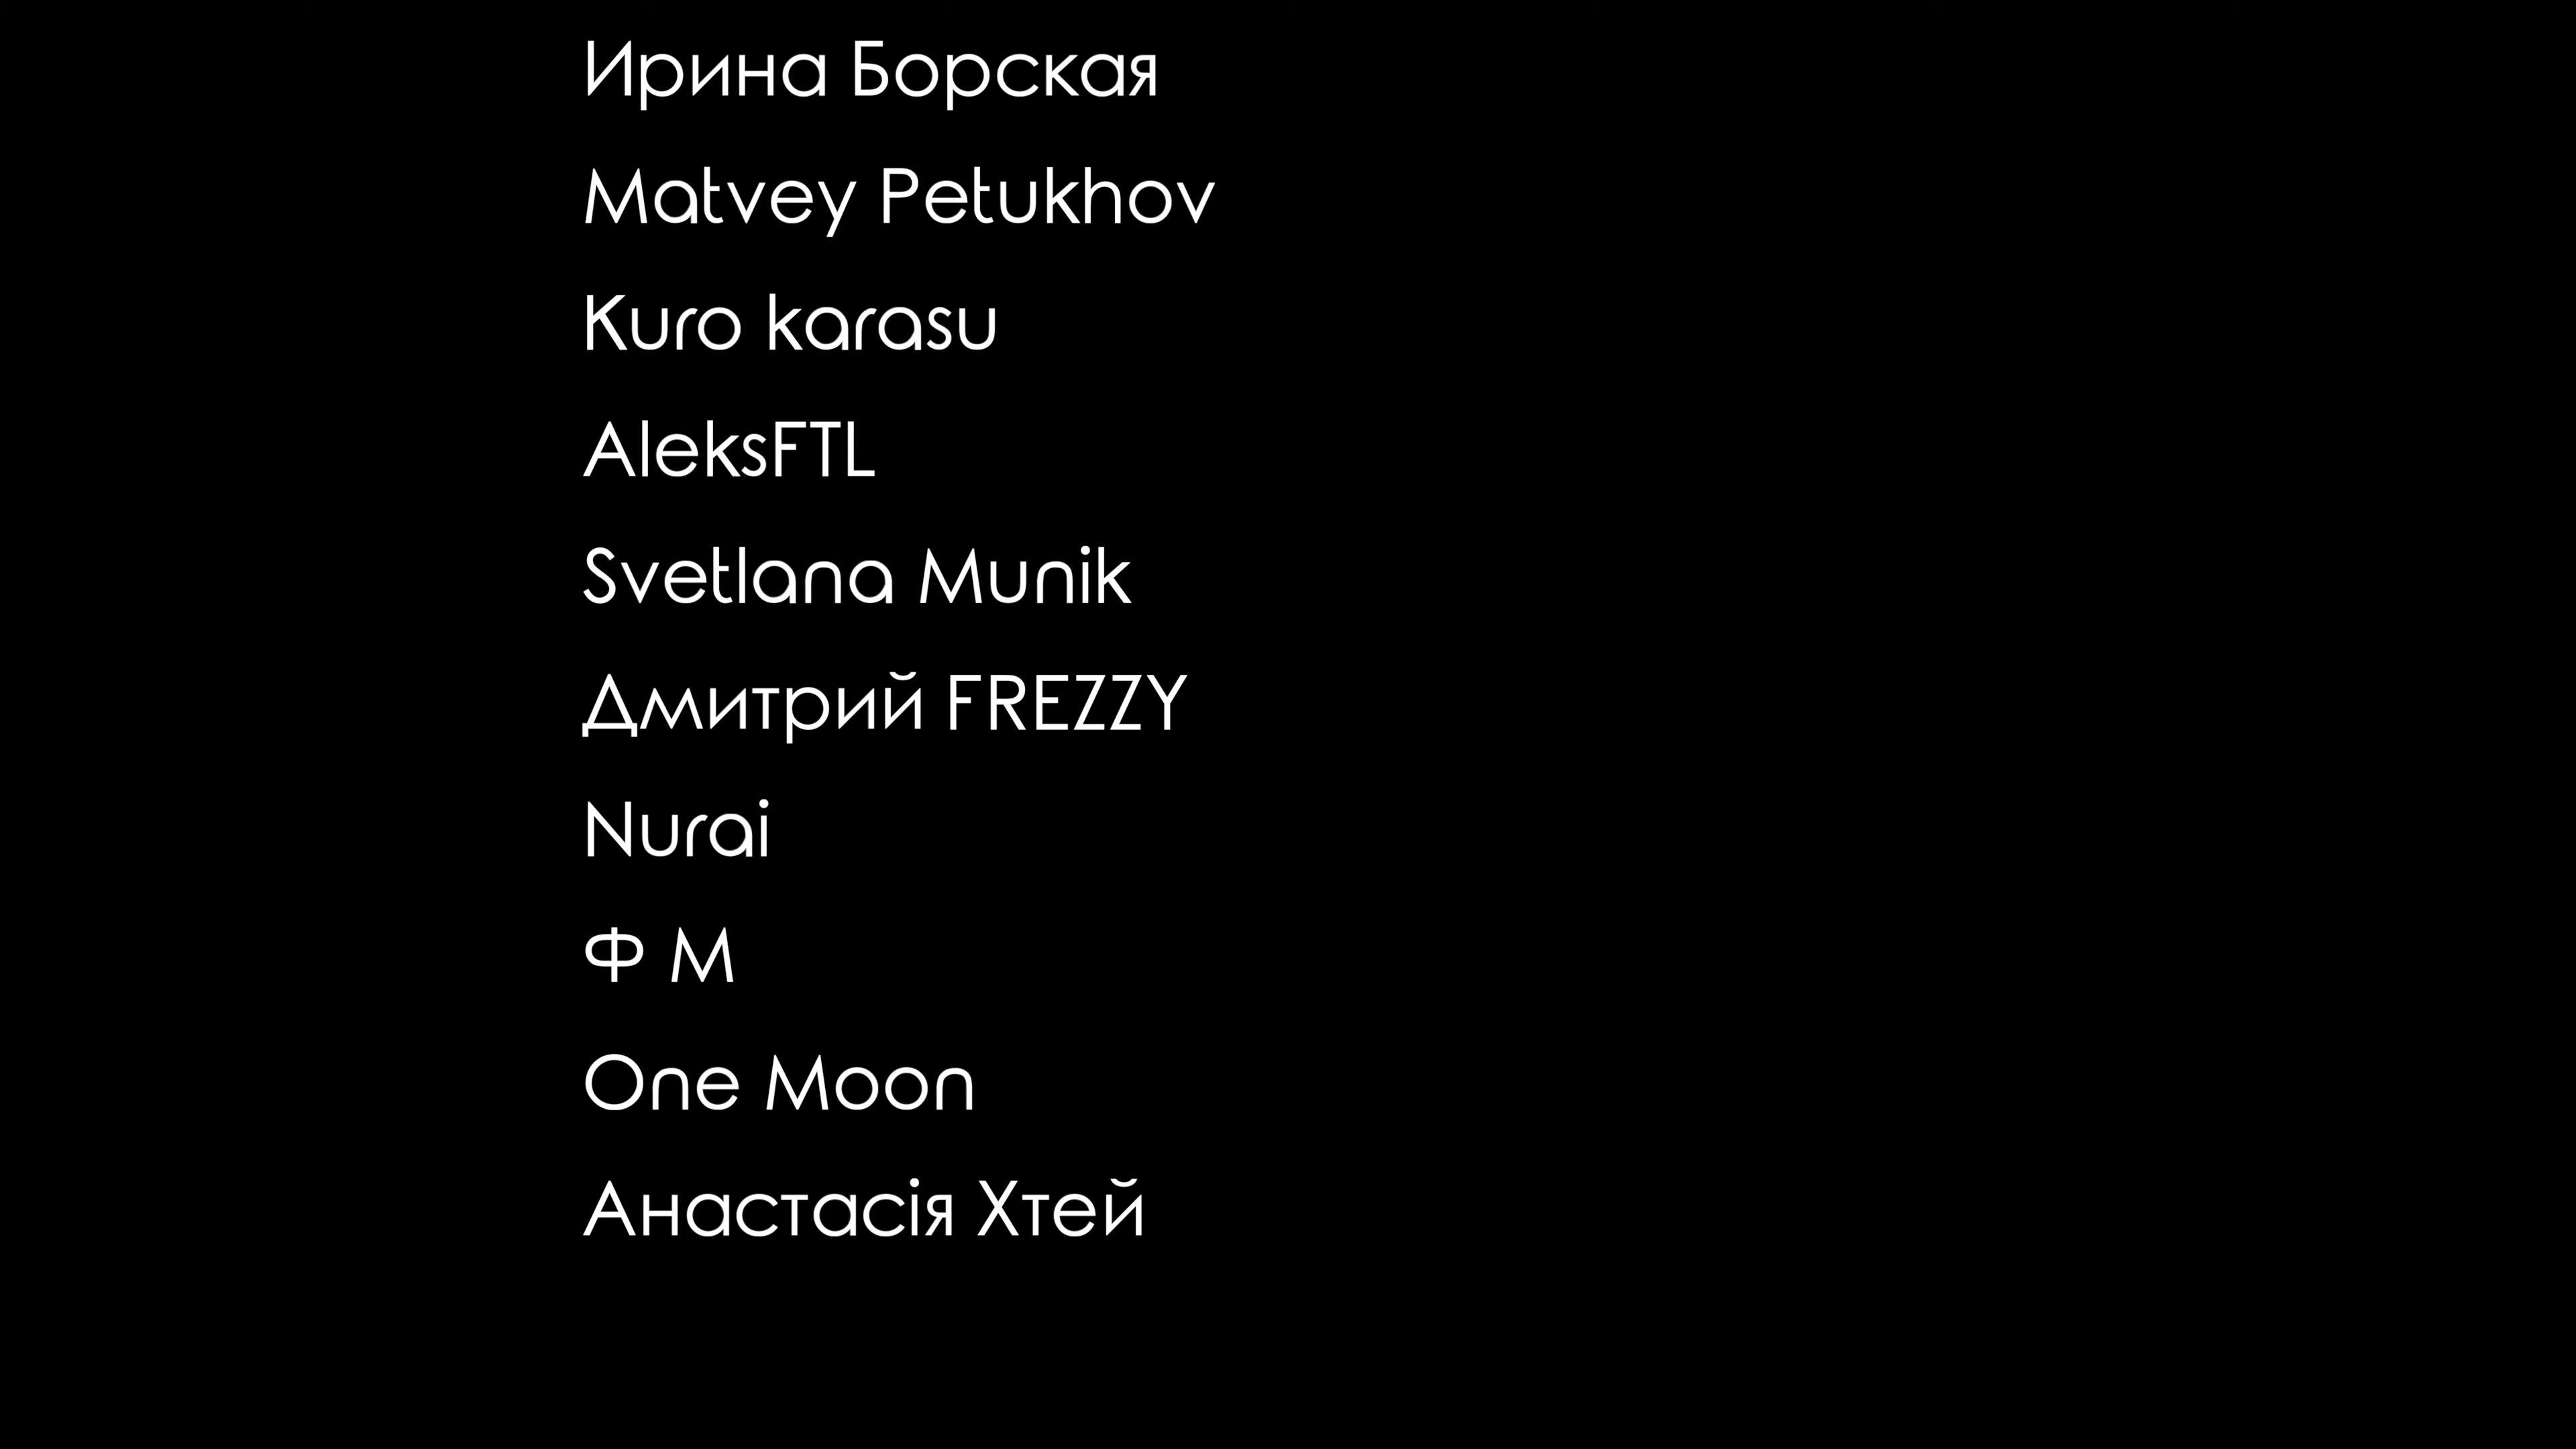 Ирина Борская
Matvey Petukhov
Kuro karasu
AleksFTL
Svetlana Munik
Дмитрий FREZZY
Nurai
Ф М
One Moon
Анастасія Хтей